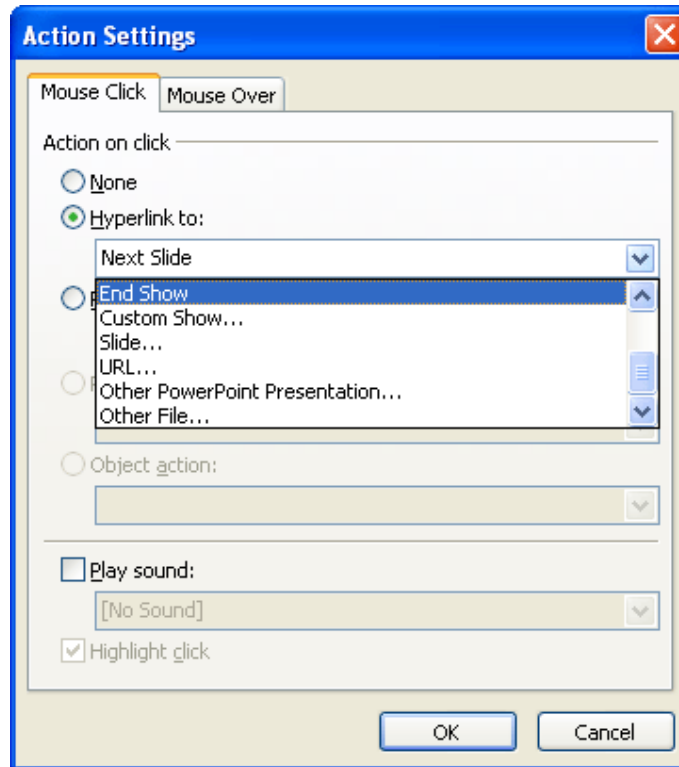 Action Settings
Mouse Click
Mouse Over
Action on click
None
Hyperlink to:
Next Slide
End Show
Custom Show...
Slide...
URL...
Other PowerPoint Presentation...
Other File...
Object action:
Play sound:
[No Sound]
Highlight click
OK
Cancel